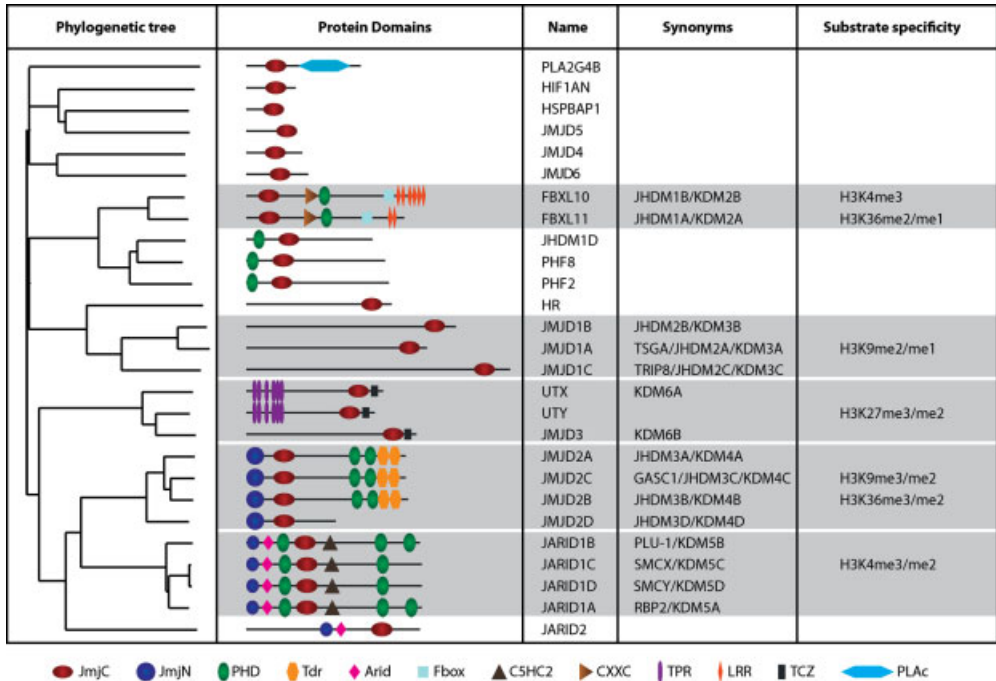 Phylogenetic tree Protein Domains Name Synonyms Substrate specificity
PLA2G4B
HIF1AN
HSPBAP1
JMJD5
JMJD4
JMJD6
FBXL10 JHDM1B/KDM2B H3K4me3
FBXL11 JHDM1A/KDM2A H3K36me2/me1
JHDM1D
PHF8
PHF2
HR
JMJD1B JHDM2B/KDM3B
JMJD1A TSGA/JHDM2A/KDM3A H3K9me2/me1
JMJD1C TRIP8/JHDM2C/KDM3C
UTX KDM6A
UTY H3K27me3/me2
JMJD3 KDM6B
JMJD2A JHDM3A/KDM4A
JMJD2C GASC1/JHDM3C/KDM4C H3K9me3/me2
JMJD2B JHDM3B/KDM4B H3K36me3/me2
JMJD2D JHDM3D/KDM4D
JARID1B PLU-1/KDM5B
JARID1C SMCX/KDM5C H3K4me3/me2
JARID1D SMCY/KDM5D
JARID1A RBP2/KDM5A
JARID2
JmjC JmjN PHD Tdr Arid Fbox C5HC2 CXXC TPR LRR TCZ PLAc